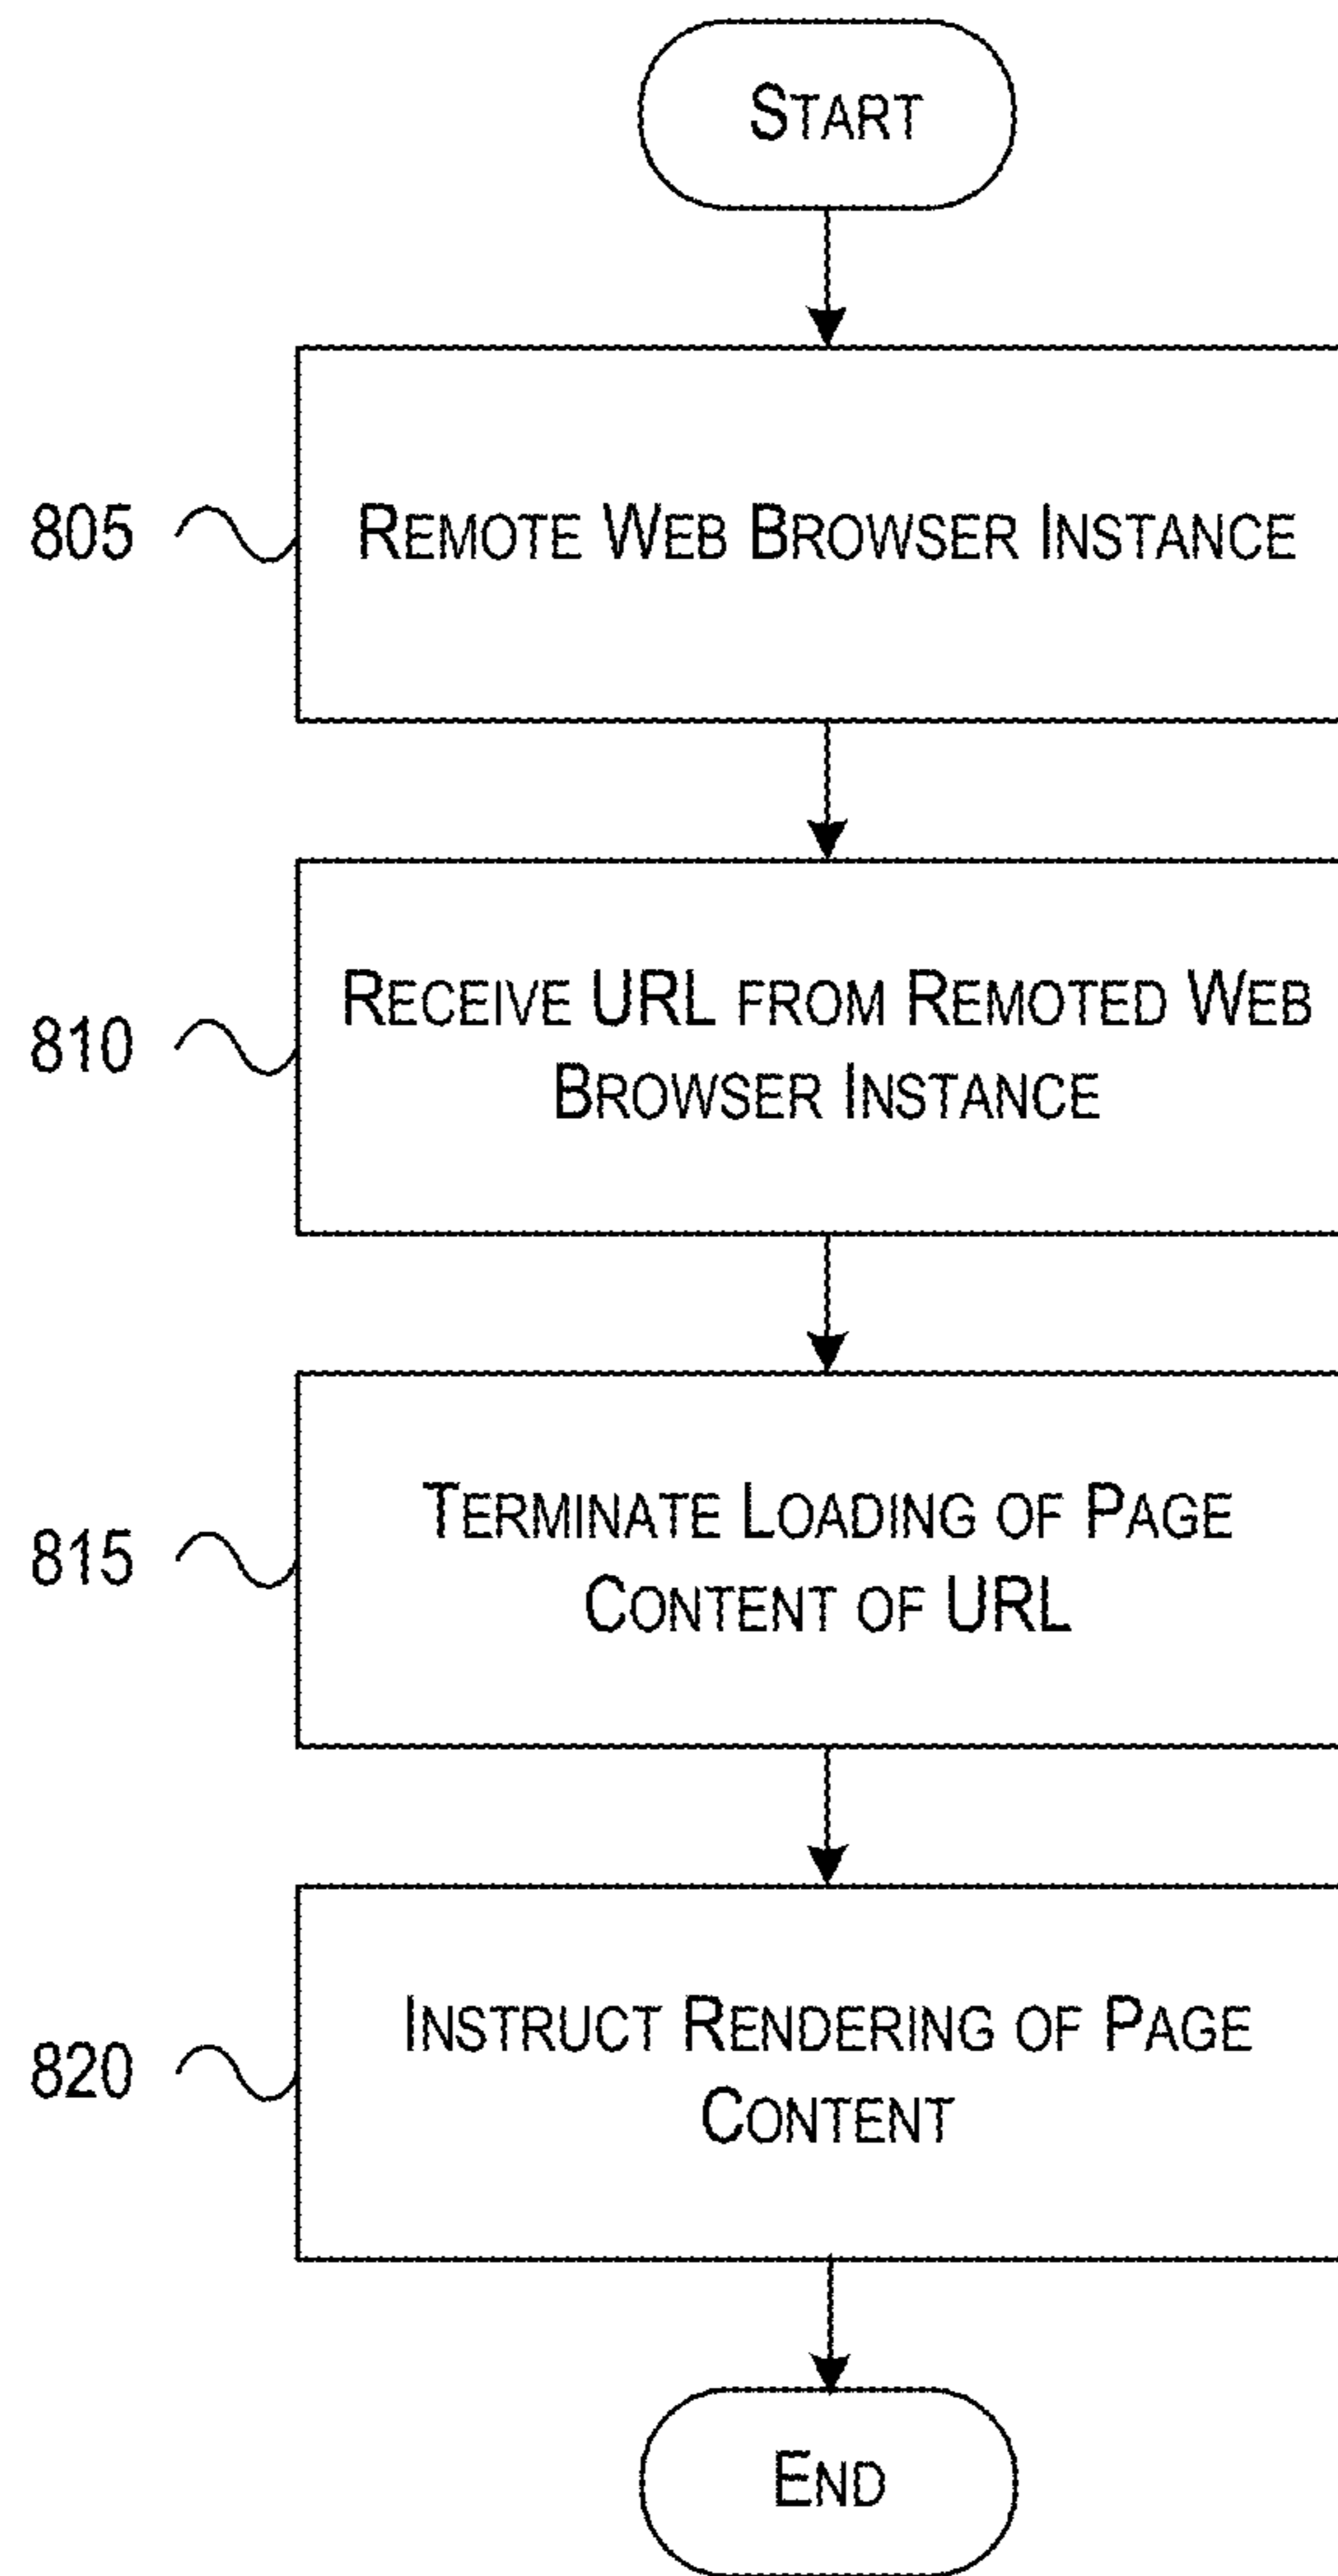 START
805
REMOTE WEB BROWSER INSTANCE
810
RECEIVE URL FROM REMOTED WEB
BROWSER INSTANCE
815
TERMINATE LOADING OF PAGE
CONTENT OF URL
820
INSTRUCT RENDERING OF PAGE
CONTENT
END